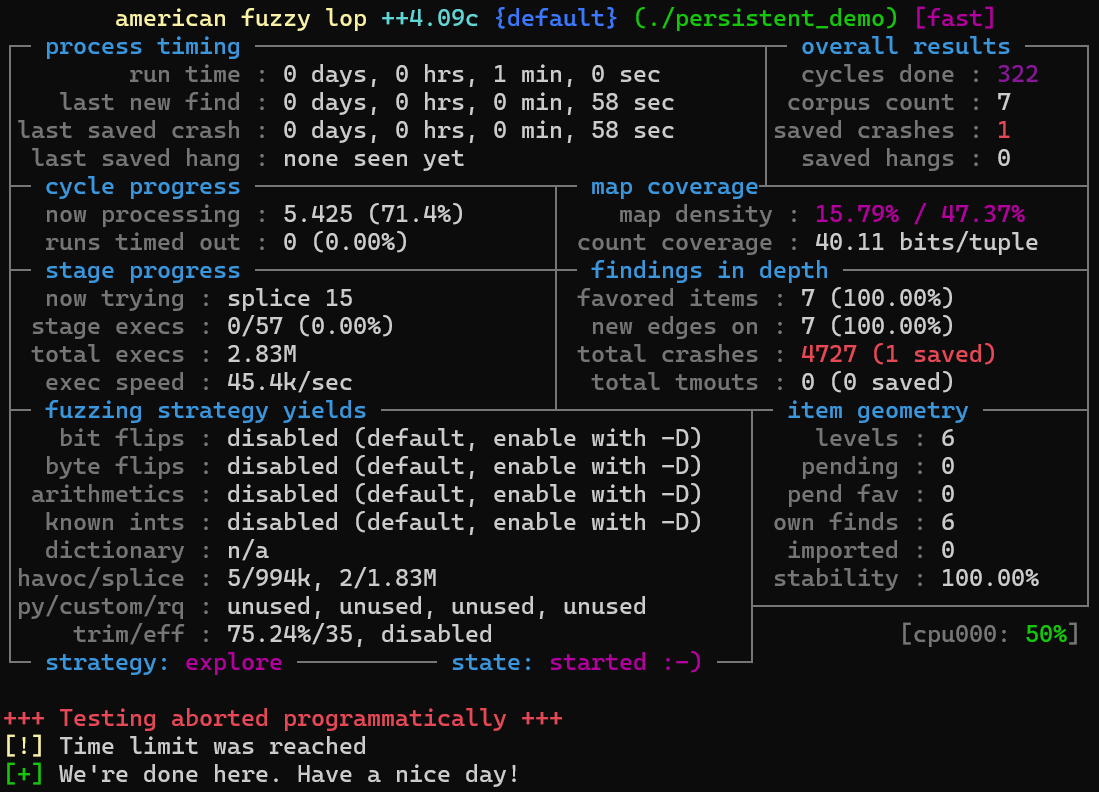 american fuzzy lop ++4.09c {default} (./persistent_demo) [fast]
process timing overall results
run time : 0 days, 0 hrs, 1 min, 0 sec cycles done : 322
last new find : 0 days, 0 hrs, 0 min, 58 sec corpus count : 7
last saved crash : 0 days, 0 hrs, 0 min, 58 sec saved crashes : 1
last saved hang : none seen yet saved hangs : 0
cycle progress map coverage
now processing : 5.425 (71.4%) map density : 15.79% / 47.37%
runs timed out : 0 (0.00%) count coverage : 40.11 bits/tuple
stage progress findings in depth
now trying : splice 15 favored items : 7 (100.00%)
stage execs : 0/57 (0.00%) new edges on : 7 (100.00%)
total execs : 2.83M total crashes : 4727 (1 saved)
exec speed : 45.4k/sec total tmouts : 0 (0 saved)
fuzzing strategy yields item geometry
bit flips : disabled (default, enable with -D) levels : 6
byte flips : disabled (default, enable with -D) pending : 0
arithmetics : disabled (default, enable with -D) pend fav : 0
known ints : disabled (default, enable with -D) own finds : 6
dictionary : n/a imported : 0
havoc/splice : 5/994k, 2/1.83M stability : 100.00%
py/custom/rq : unused, unused, unused, unused
trim/eff : 75.24%/35, disabled [cpu000: 50%]
strategy: explore state: started :-)
+++ Testing aborted programmatically +++
[!] Time limit was reached
[+] We're done here. Have a nice day!